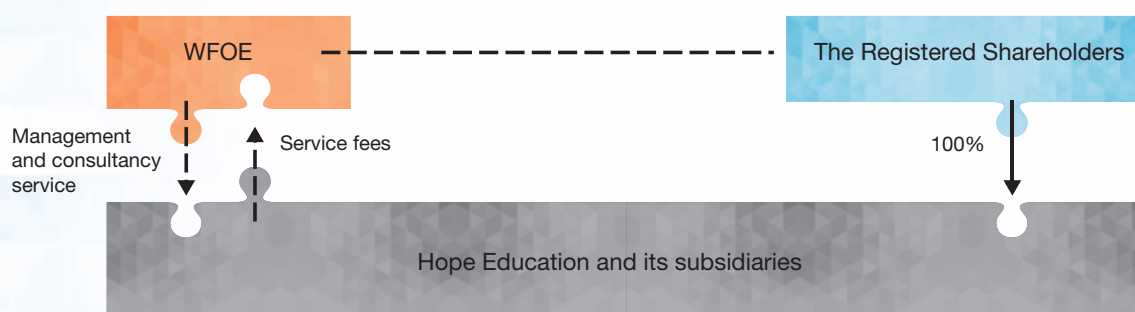 WFOE
The Registered Shareholders
Management
and consultancy
service
Service fees
100%
Hope Education and its subsidiaries